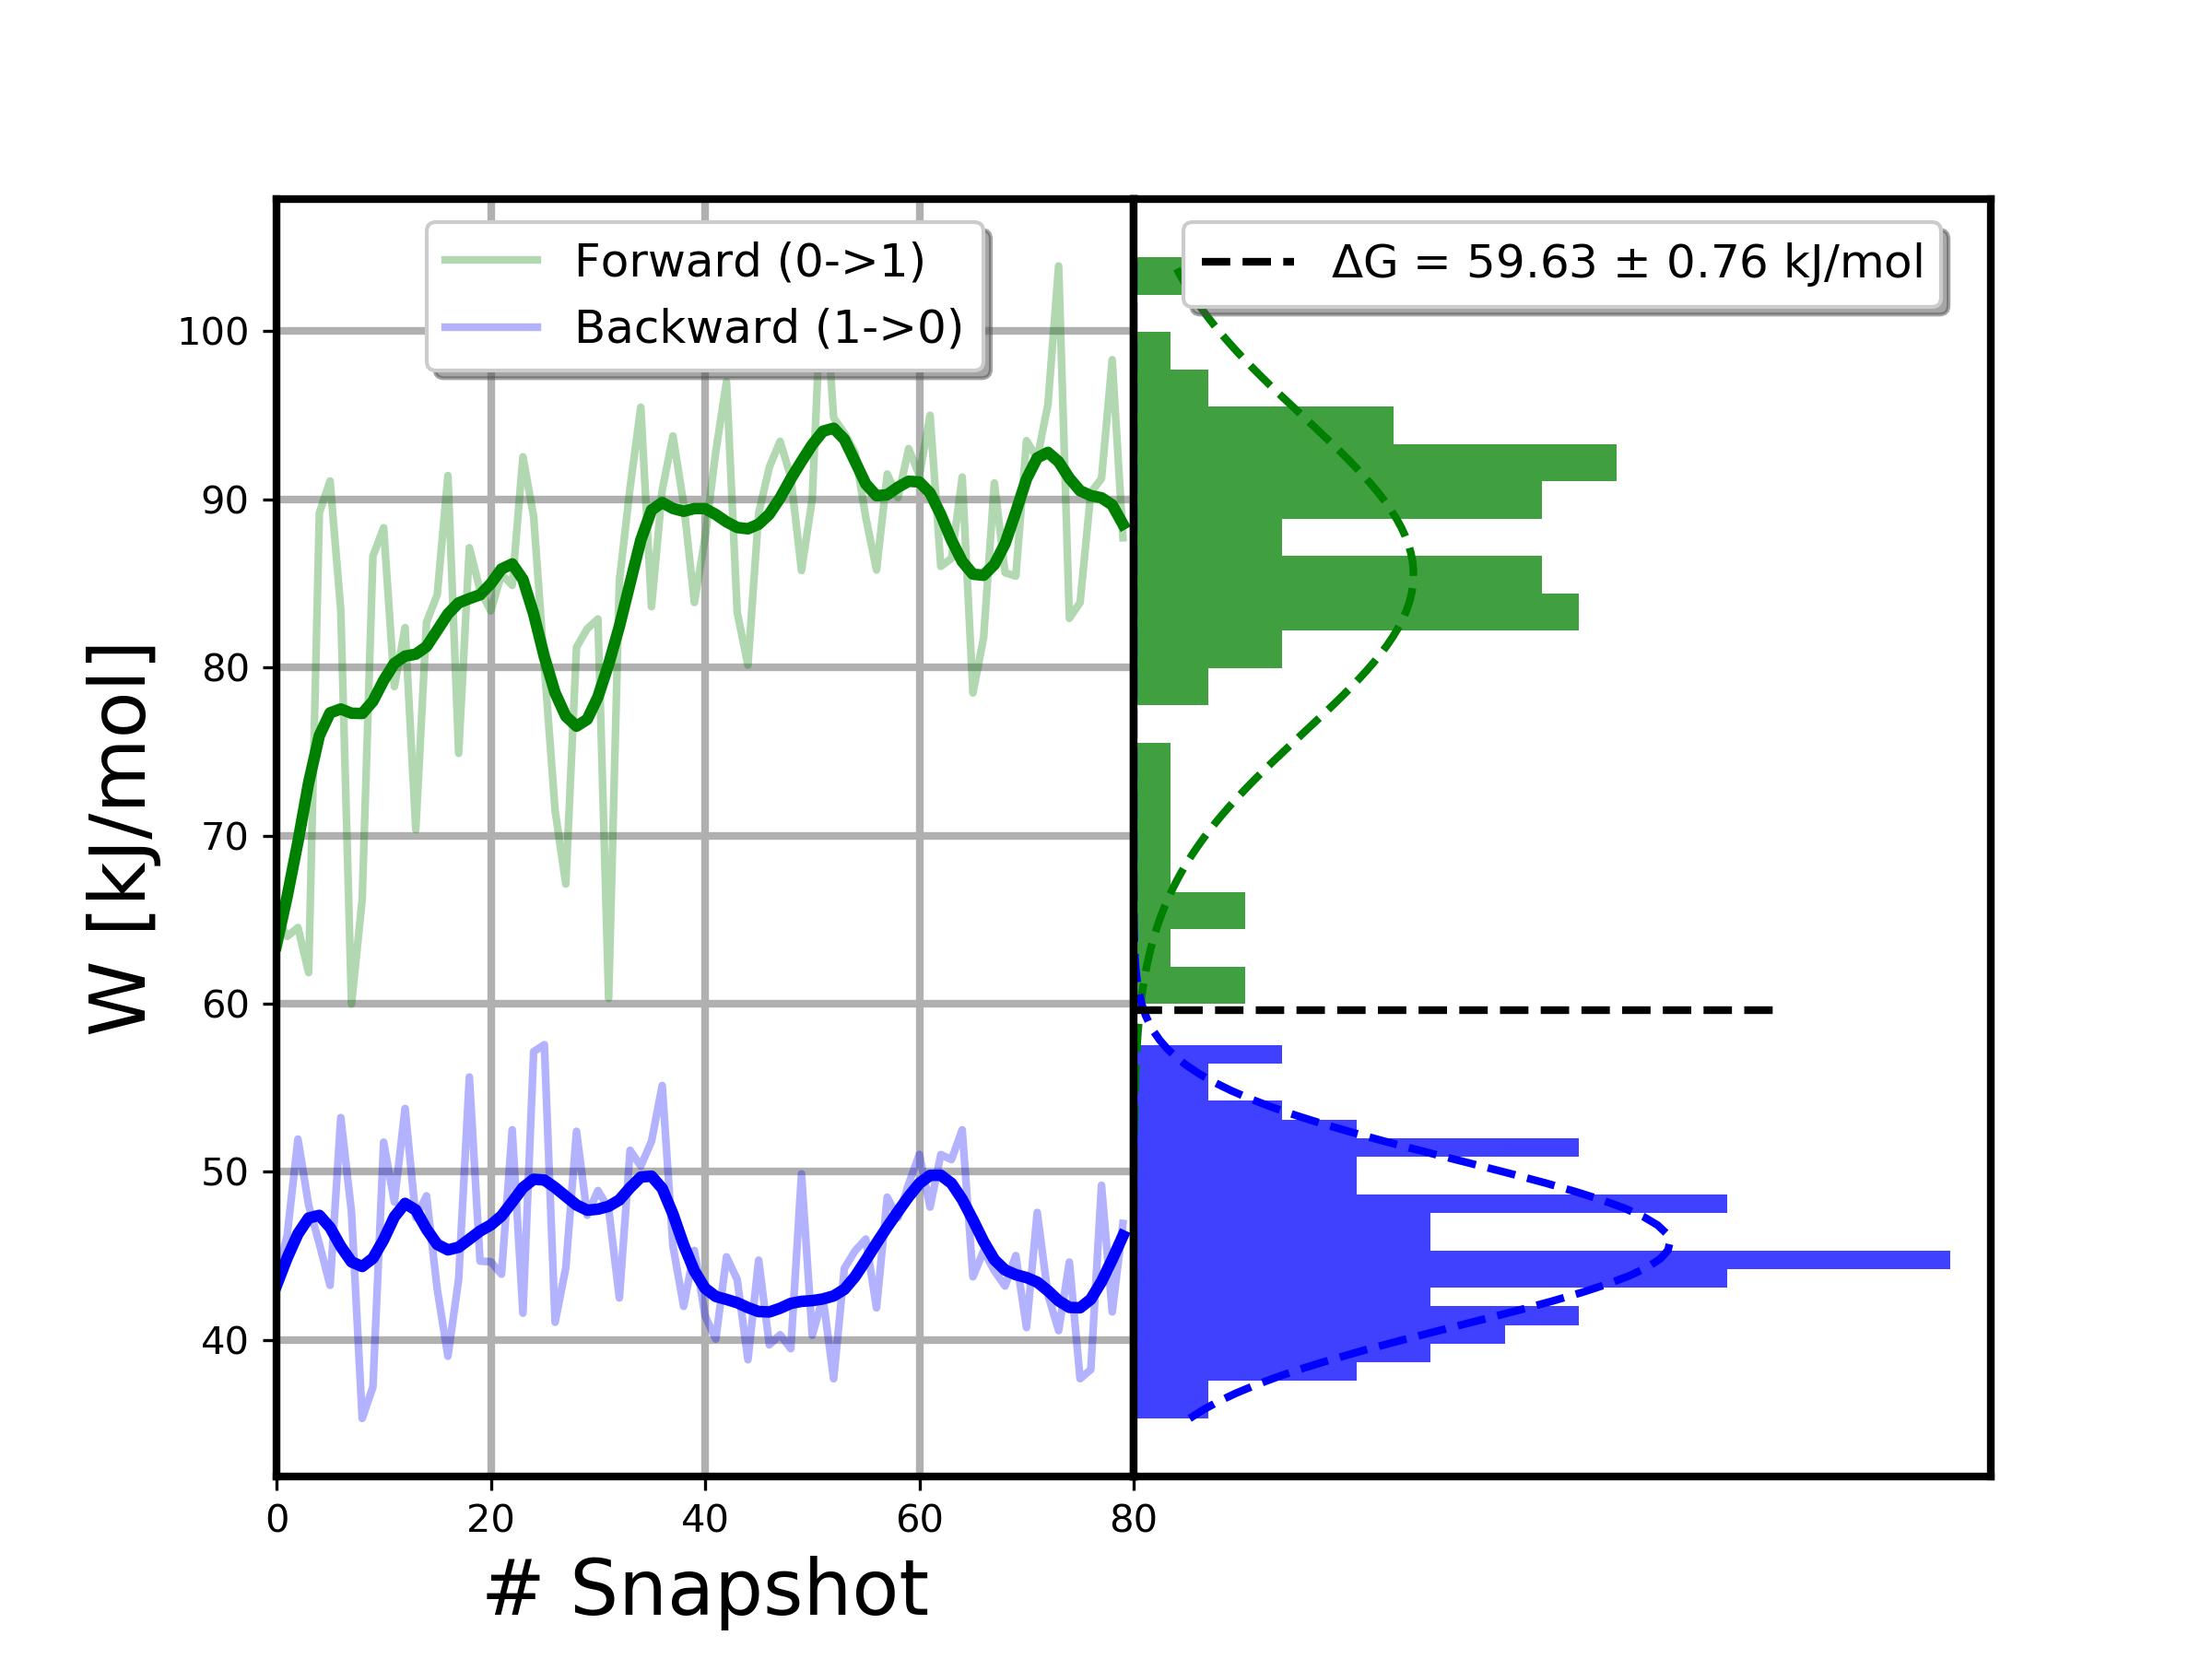 Forward (0->1)
Backward (1->0)
ΔG = 59.63 ± 0.76 kJ/mol
W [kJ/mol]
100
90
80
70
60
50
40
0 20 40 60 80
# Snapshot